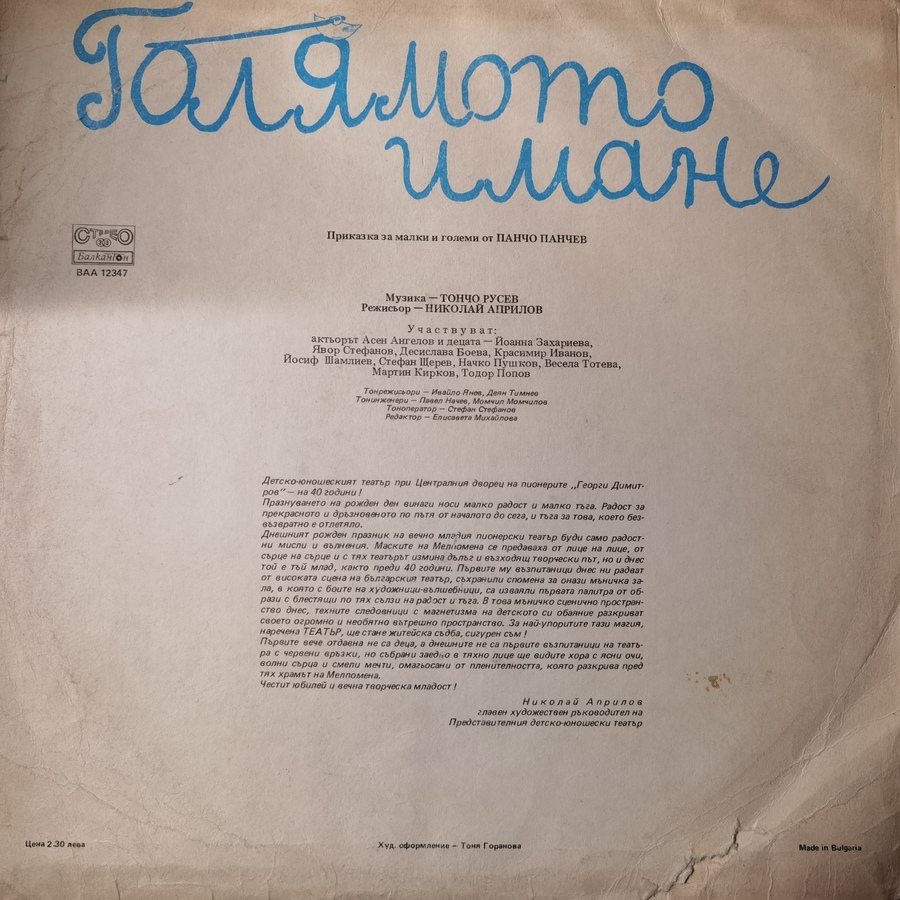 Голямото
имане
СТЕРЕО
33
Балкантон
ВАА 12347
Приказка за малки и големи от ПАНЧО ПАНЧЕВ
Музика — ТОНЧО РУСЕВ
Режисьор — НИКОЛАЙ АПРИЛОВ
Участвуват:
актьорът Асен Ангелов и децата — Йоанна Захариева,
Явор Стефанов, Десислава Боева, Красимир Иванов,
Йосиф Шамлиев, Стефан Щерев, Начко Пушков, Весела Тотева,
Мартин Кирков, Тодор Попов
Тонрежисьори — Ивайло Янев, Деян Тимнев
Тонинженери — Павел Начев, Момчил Момчилов
Тоноператор — Стефан Стефанов
Редактор — Елисавета Михайлова
Детско-юношеският театър при Централния дворец на пионерите „Георги Димит-
ров" — на 40 години !
Празнуването на рожден ден винаги носи малко радост и малко тъга. Радост за
прекрасното и дръзновеното по пътя от началото до сега, и тъга за това, което без-
възвратно е отлетяло.
Днешният рожден празник на вечно младия пионерски театър буди само радост-
ни мисли и вълнения. Маските на Мелпомена се предаваха от лице на лице, от
сърце на сърце и с тях театърът измина дълъг и възходящ творчески път, но и днес
той е тъй млад, както преди 40 години. Първите му възпитаници днес ни радват
от високата сцена на българския театър, съхранили спомена за онази мъничка за-
ла, в която с боите на художници-вълшебници, са изваяли първата палитра от об-
рази с блестящи по тях сълзи на радост и тъга. В това мъничко сценично простран-
ство днес, техните следовници с магнетизма на детското си обаяние разкриват
своето огромно и необятно вътрешно пространство. За най-упоритите тази магия,
наречена ТЕАТЪР, ще стане житейска съдба, сигурен съм !
Първите вече отдавна не са деца, а днешните не са първите възпитаници на театъ-
ра с червени връзки, но събрани заедно в тяхно лице ще видите хора с ясни очи,
волни сърца и смели мечти, омагьосани от пленителността, която разкрива пред
тях храмът на Мелпомена.
Честит юбилей и вечна творческа младост !
Николай Априлов
главен художествен ръководител на
Представителния детско-юношески театър
Цена 2.30 лева
Худ. оформление — Тоня Горанова
Made in Bulgaria